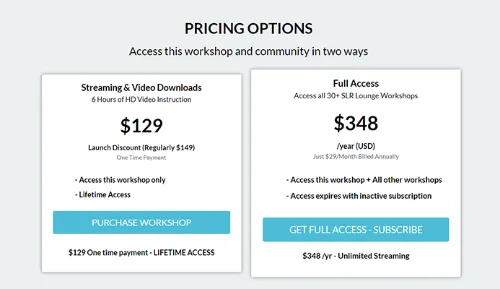 PRICING OPTIONS
Access this workshop and community in two ways
Streaming & Video Downloads
6 Hours of HD Video Instruction
$129
Launch Discount (Regularly $149)
One Time Payment
- Access this workshop only
- Lifetime Access
PURCHASE WORKSHOP
$129 One time payment - LIFETIME ACCESS
Full Access
Access all 30+ SLR Lounge Workshops
$348
/year (USD)
Just $29/Month Billed Annually
- Access this workshop + All other workshops
- Access expires with inactive subscription
GET FULL ACCESS - SUBSCRIBE
$348 /yr - Unlimited Streaming